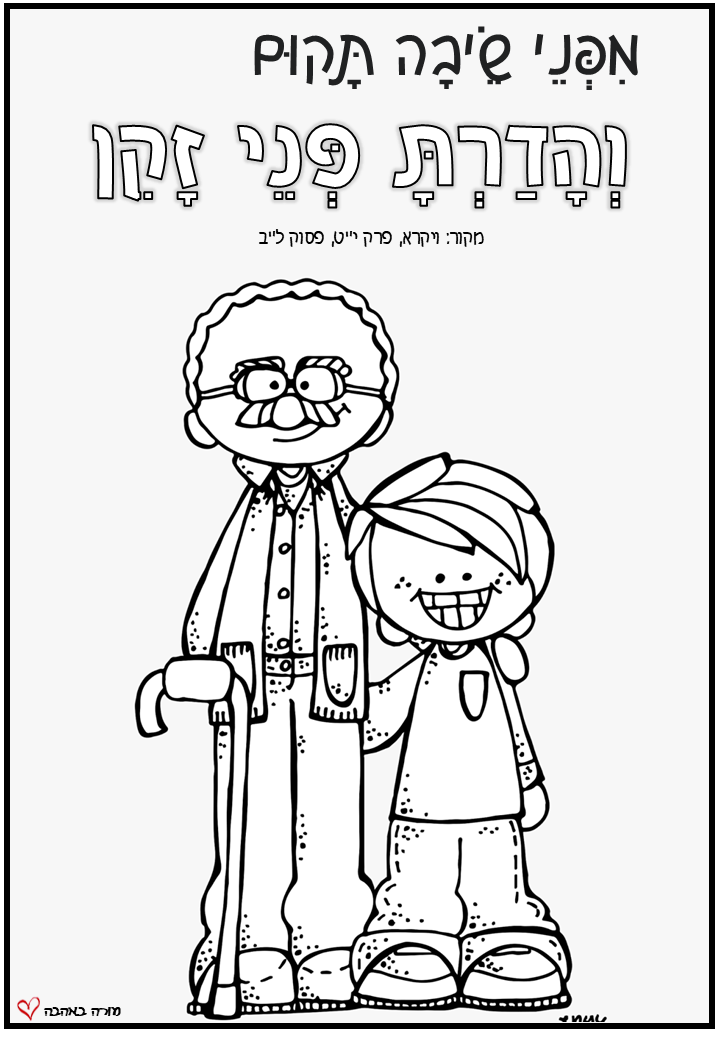 מִפְּנֵי שֵׂיבָה תָּקוּם
וְהָדַרְתָּ פְּנֵי זָקֵן
מקור: ויקרא, פרק י"ט, פסוק ל"ב
מורה באהבה